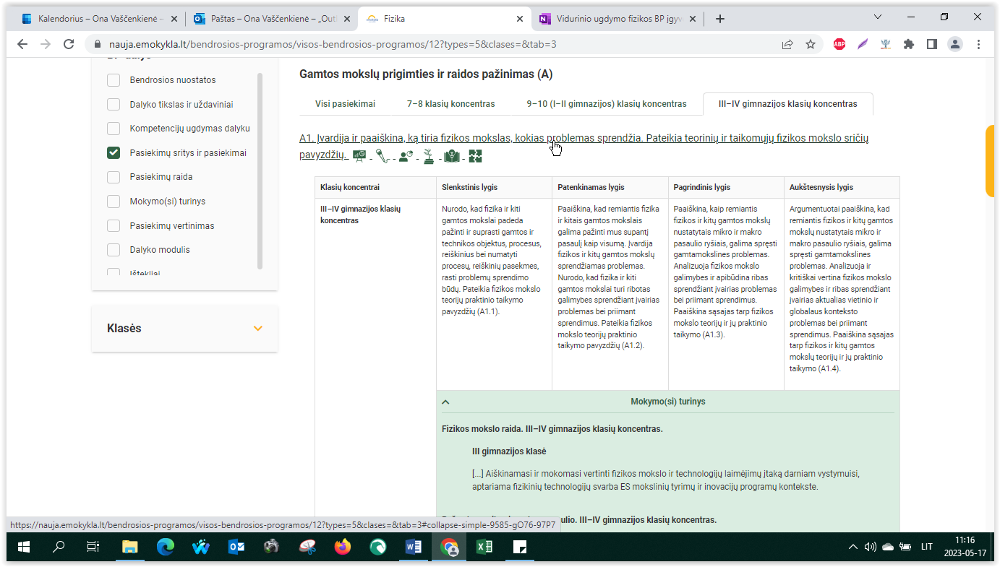 Kalendorius – Ona Vaščenkienė –
Paštas – Ona Vaščenkienė – „Outl
Fizika
Vidurinio ugdymo fizikos BP įgyv
nauja.emokykla.lt/bendrosios-programos/visos-bendrosios-programos/12?types=5&clases=&tab=3
ABP
Bendrosios nuostatos
Dalyko tikslas ir uždaviniai
Kompetencijų ugdymas dalyku
Pasiekimų sritys ir pasiekimai
Pasiekimų raida
Mokymo(si) turinys
Pasiekimų vertinimas
Dalyko modulis
Ištekliai
Klasės
Gamtos mokslų prigimties ir raidos pažinimas (A)
Visi pasiekimai
7–8 klasių koncentras
9–10 (I–II gimnazijos) klasių koncentras
III–IV gimnazijos klasių koncentras
A1. Įvardija ir paaiškina, ką tiria fizikos mokslas, kokias problemas sprendžia. Pateikia teorinių ir taikomųjų fizikos mokslo sričių
pavyzdžių.
Klasių koncentrai
Slenkstinis lygis
Patenkinamas lygis
Pagrindinis lygis
Aukštesnysis lygis
III–IV gimnazijos klasių
koncentras
Nurodo, kad fizika ir kiti
gamtos mokslai padeda
pažinti ir suprasti gamtos ir
technikos objektus, procesus,
reiškinius bei numatyti
procesų, reiškinių pasekmes,
rasti problemų sprendimo
būdų. Pateikia fizikos mokslo
teorijų praktinio taikymo
pavyzdžių (A1.1).
Paaiškina, kad remiantis fizika
ir kitais gamtos mokslais
galima pažinti mus supantį
pasaulį kaip visumą. Įvardija
fizikos ir kitų gamtos mokslų
sprendžiamas problemas.
Nurodo, kad fizika ir kiti
gamtos mokslai turi ribotas
galimybes sprendžiant įvairias
problemas bei priimant
sprendimus. Pateikia fizikos
mokslo teorijų praktinio
taikymo pavyzdžių (A1.2).
Paaiškina, kaip remiantis
fizikos ir kitų gamtos mokslų
nustatytais mikro ir makro
pasaulio ryšiais, galima spręsti
gamtamokslines problemas.
Analizuoja fizikos mokslo
galimybes ir apibūdina ribas
sprendžiant įvairias problemas
bei priimant sprendimus.
Paaiškina sąsajas tarp fizikos
mokslo teorijų ir jų praktinio
taikymo (A1.3).
Argumentuotai paaiškina, kad
remiantis fizikos ir kitų gamtos
mokslų nustatytais mikro ir
makro pasaulio ryšiais, galima
spręsti gamtamokslines
problemas. Analizuoja ir
kritiškai vertina fizikos mokslo
galimybes ir ribas sprendžiant
įvairias aktualias vietinio ir
globalaus konteksto
problemas bei priimant
sprendimus. Paaiškina sąsajas
tarp fizikos ir kitų gamtos
mokslų teorijų ir jų praktinio
taikymo (A1.4).
Mokymo(si) turinys
Fizikos mokslo raida. III–IV gimnazijos klasių koncentras.
III gimnazijos klasė
[...] Aiškinamasi ir mokomasi vertinti fizikos mokslo ir technologijų laimėjimų įtaką darniam vystymuisi,
aptariama fizikinių technologijų svarba ES mokslinių tyrimų ir inovacijų programų kontekste.
III–IV gimnazijos klasių koncentras.
https://nauja.emokykla.lt/bendrosios-programos/visos-bendrosios-programos/12?types=5&clases=&tab=3#collapse-simple-9585-gO76-97P7
LIT
11:16
2023-05-17